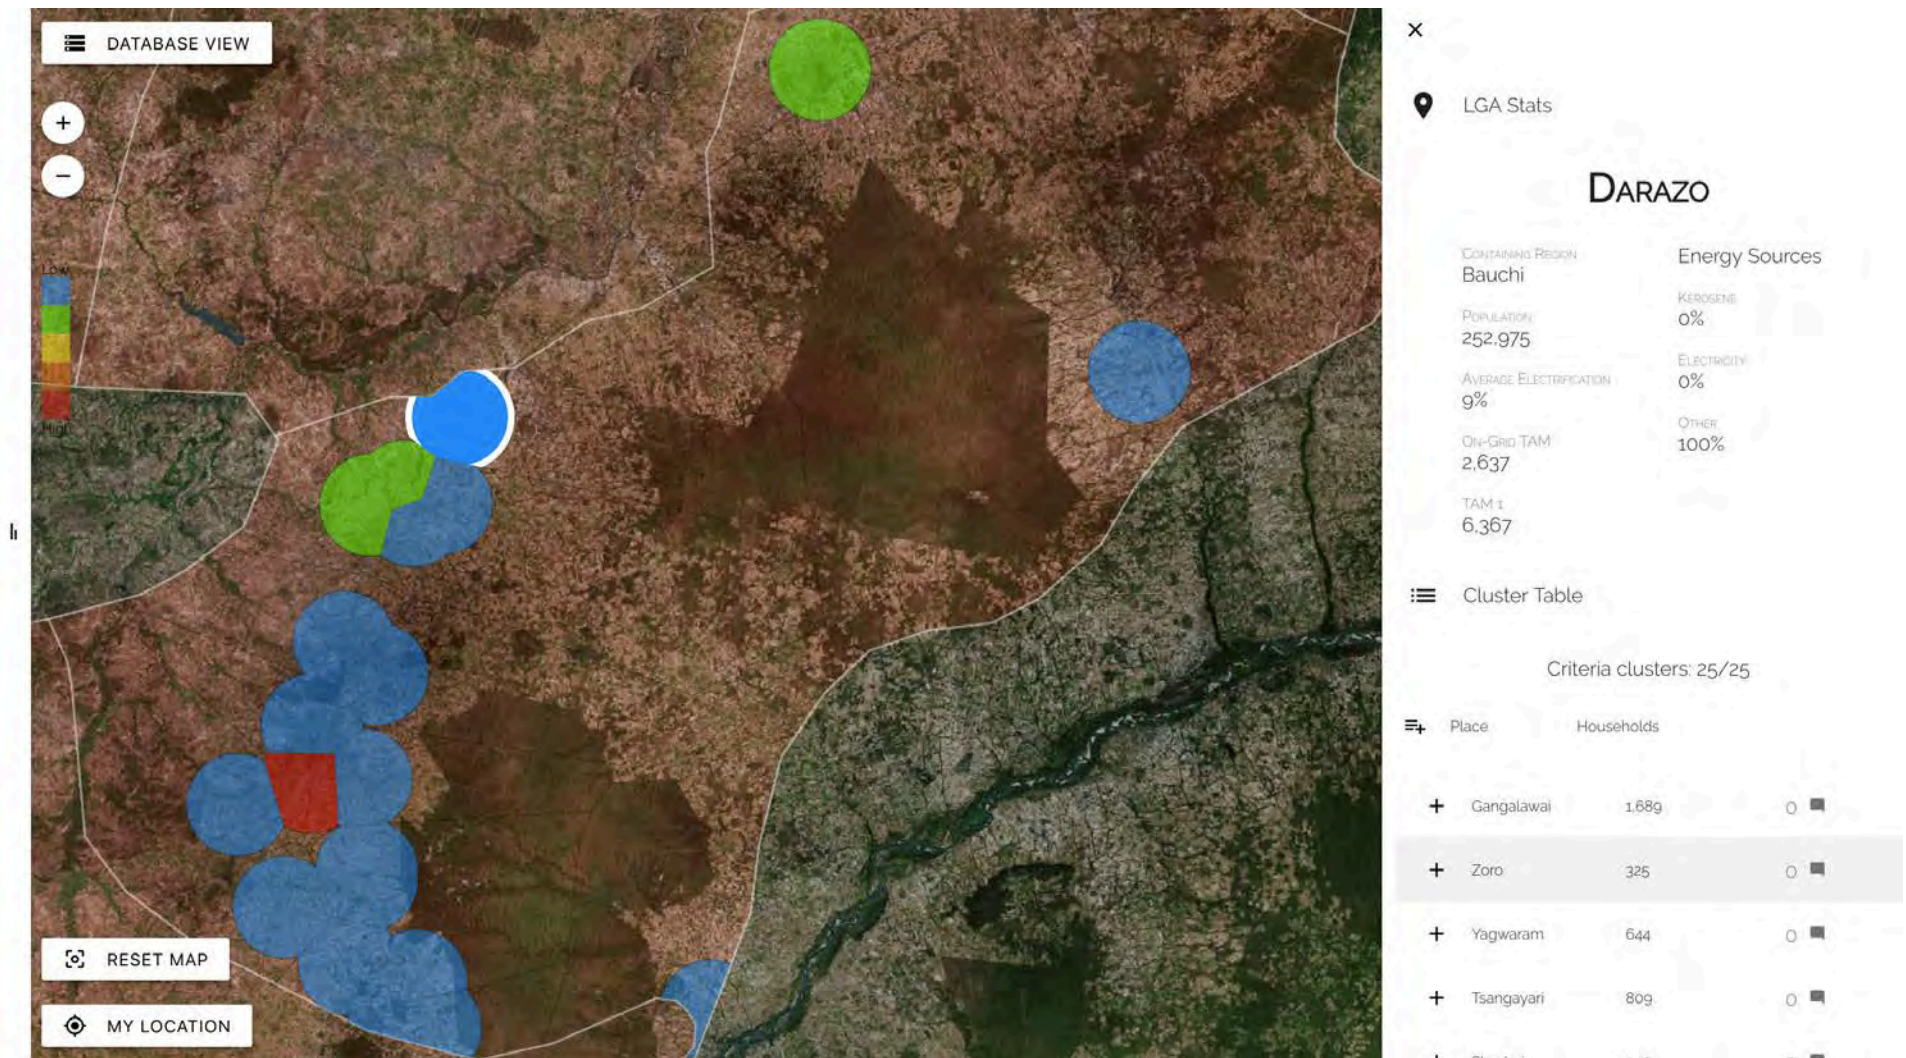 DATABASE VIEW
+
−
Low
High
RESET MAP
MY LOCATION
LGA Stats
DARAZO
CONTAINING REGION
Bauchi
POPULATION
252,975
AVERAGE ELECTRIFICATION
9%
ON-GRID TAM
2,637
TAM 1
6,367
Energy Sources
KEROSENE
0%
ELECTRICITY
0%
OTHER
100%
Cluster Table
Criteria clusters: 25/25
Place Households
+ Gangalawai 1,689 0
+ Zoro 325 0
+ Yagwaram 644 0
+ Tsangayari 809 0